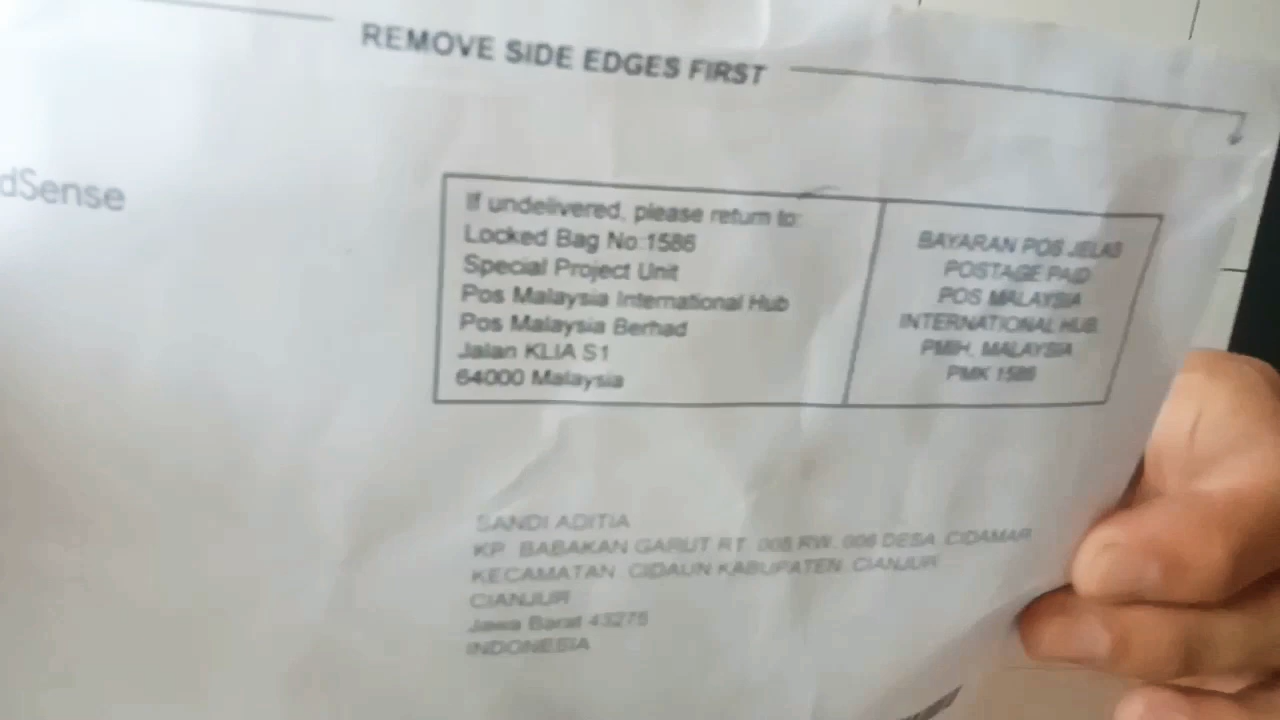 REMOVE SIDE EDGES FIRST
dSense
If undelivered, please return to:
Locked Bag No:1586
Special Project Unit
Pos Malaysia International Hub
Pos Malaysia Berhad
Jalan KLIA S1
64000 Malaysia
BAYARAN POS JELAS
POSTAGE PAID
POS MALAYSIA
INTERNATIONAL HUB,
PMIH, MALAYSIA
PMK 1586
SANDI ADITIA
KP. BABAKAN GARUT RT. RW. DESA. CIDAMAR
KECAMATAN. CIDAUN KABUPATEN. CIANJUR
CIANJUR
Jawa Barat
INDONESIA